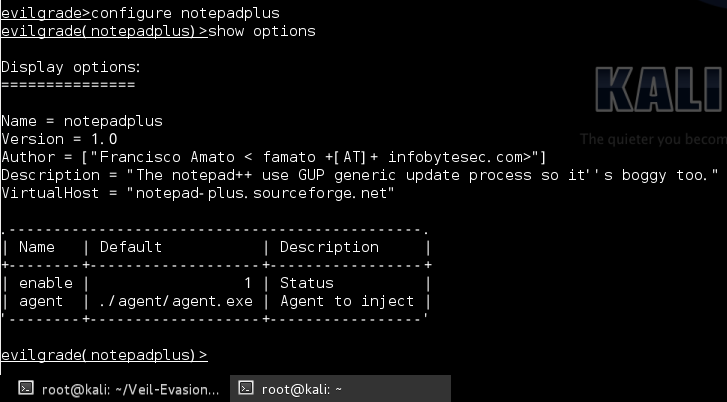 evilgrade>configure notepadplus
evilgrade(notepadplus)>show options
Display options:
===============
Name = notepadplus
Version = 1.0
Author = ["Francisco Amato < famato +[AT]+ infobytesec.com>"]
Description = "The notepad++ use GUP generic update process so it''s boggy too."
VirtualHost = "notepad-plus.sourceforge.net"
.---------------------------------------------.
| Name   | Default           | Description    |
+--------+-------------------+----------------+
| enable |                 1 | Status         |
| agent  | ./agent/agent.exe | Agent to inject |
'--------+-------------------+----------------'
evilgrade(notepadplus)>
KALI
The quieter you becom
root@kali: ~/Veil-Evasion...
root@kali: ~